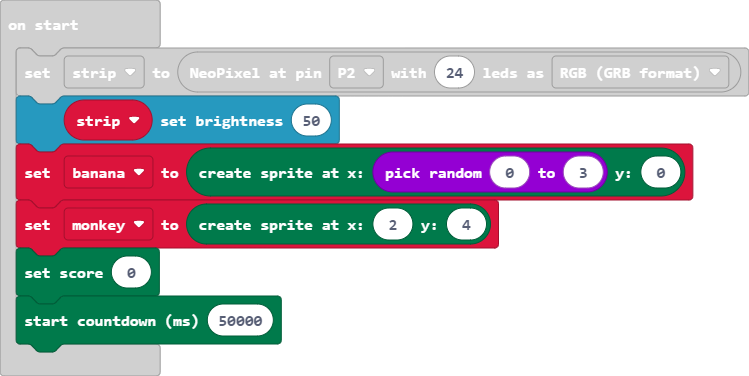 on start
set strip to NeoPixel at pin P2 with 24 leds as RGB (GRB format)
strip set brightness 50
set banana to create sprite at x: pick random 0 to 3 y: 0
set monkey to create sprite at x: 2 y: 4
set score 0
start countdown (ms) 50000